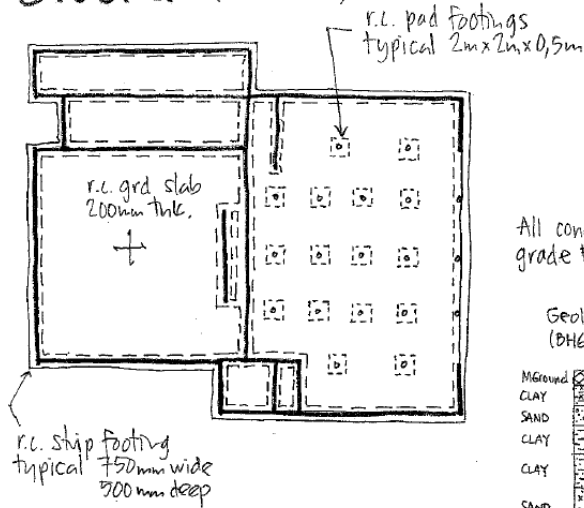 r.c. pad footings
typical 2m x 2m x 0,5m
r.c. grd slab
200mm thk.
All con
grade
Geol
(BH6
MGround
CLAY
SAND
CLAY
CLAY
SAND
r.c. strip footing
typical 750mm wide
500mm deep